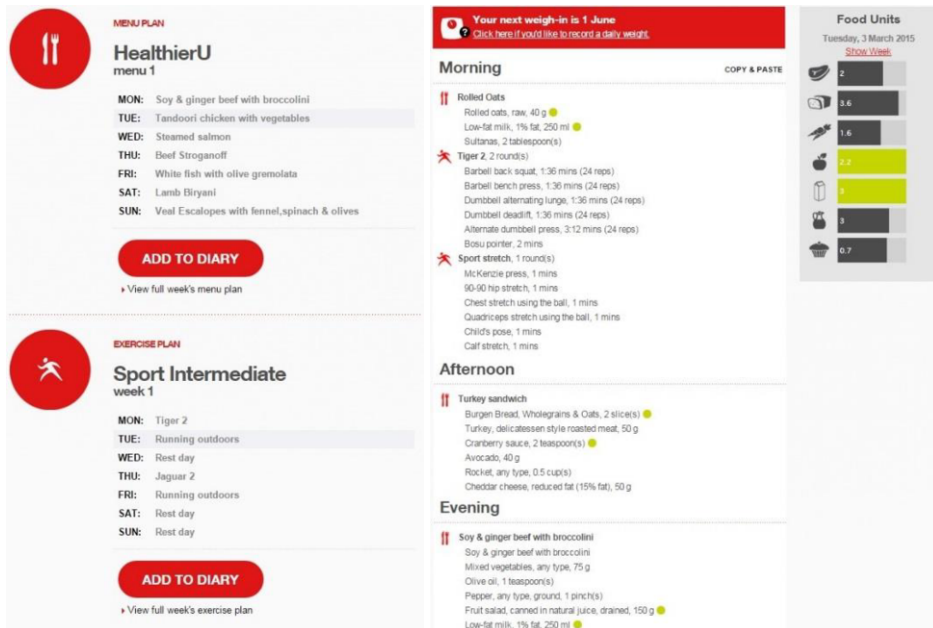 MENU PLAN
HealthierU
menu 1
MON: Soy & ginger beef with broccolini
TUE: Tandoori chicken with vegetables
WED: Steamed salmon
THU: Beef Stroganoff
FRI: White fish with olive gremolata
SAT: Lamb Biryani
SUN: Veal Escalopes with fennel,spinach & olives
ADD TO DIARY
View full week's menu plan
EXERCISE PLAN
Sport Intermediate
week 1
MON: Tiger 2
TUE: Running outdoors
WED: Rest day
THU: Jaguar 2
FRI: Running outdoors
SAT: Rest day
SUN: Rest day
ADD TO DIARY
View full week's exercise plan
?
Your next weigh-in is 1 June
Click here if you'd like to record a daily weight.
Morning COPY & PASTE
Rolled Oats
Rolled oats, raw, 40 g
Low-fat milk, 1% fat, 250 ml
Sultanas, 2 tablespoon(s)
Tiger 2, 2 round(s)
Barbell back squat, 1:36 mins (24 reps)
Barbell bench press, 1:36 mins (24 reps)
Dumbbell alternating lunge, 1:36 mins (24 reps)
Dumbbell deadlift, 1:36 mins (24 reps)
Alternate dumbbell press, 3:12 mins (24 reps)
Bosu pointer, 2 mins
Sport stretch, 1 round(s)
McKenzie press, 1 mins
90-90 hip stretch, 1 mins
Chest stretch using the ball, 1 mins
Quadriceps stretch using the ball, 1 mins
Child's pose, 1 mins
Calf stretch, 1 mins
Afternoon
Turkey sandwich
Burgen Bread, Wholegrains & Oats, 2 slice(s)
Turkey, delicatessen style roasted meat, 50 g
Cranberry sauce, 2 teaspoon(s)
Avocado, 40 g
Rocket, any type, 0.5 cup(s)
Cheddar cheese, reduced fat (15% fat), 50 g
Evening
Soy & ginger beef with broccolini
Soy & ginger beef with broccolini
Mixed vegetables, any type, 75 g
Olive oil, 1 teaspoon(s)
Pepper, any type, ground, 1 pinch(s)
Fruit salad, canned in natural juice, drained, 150 g
Low-fat milk, 1% fat, 250 ml
Food Units
Tuesday, 3 March 2015
Show Week
2
3.6
1.6
2.2
3
3
0.7